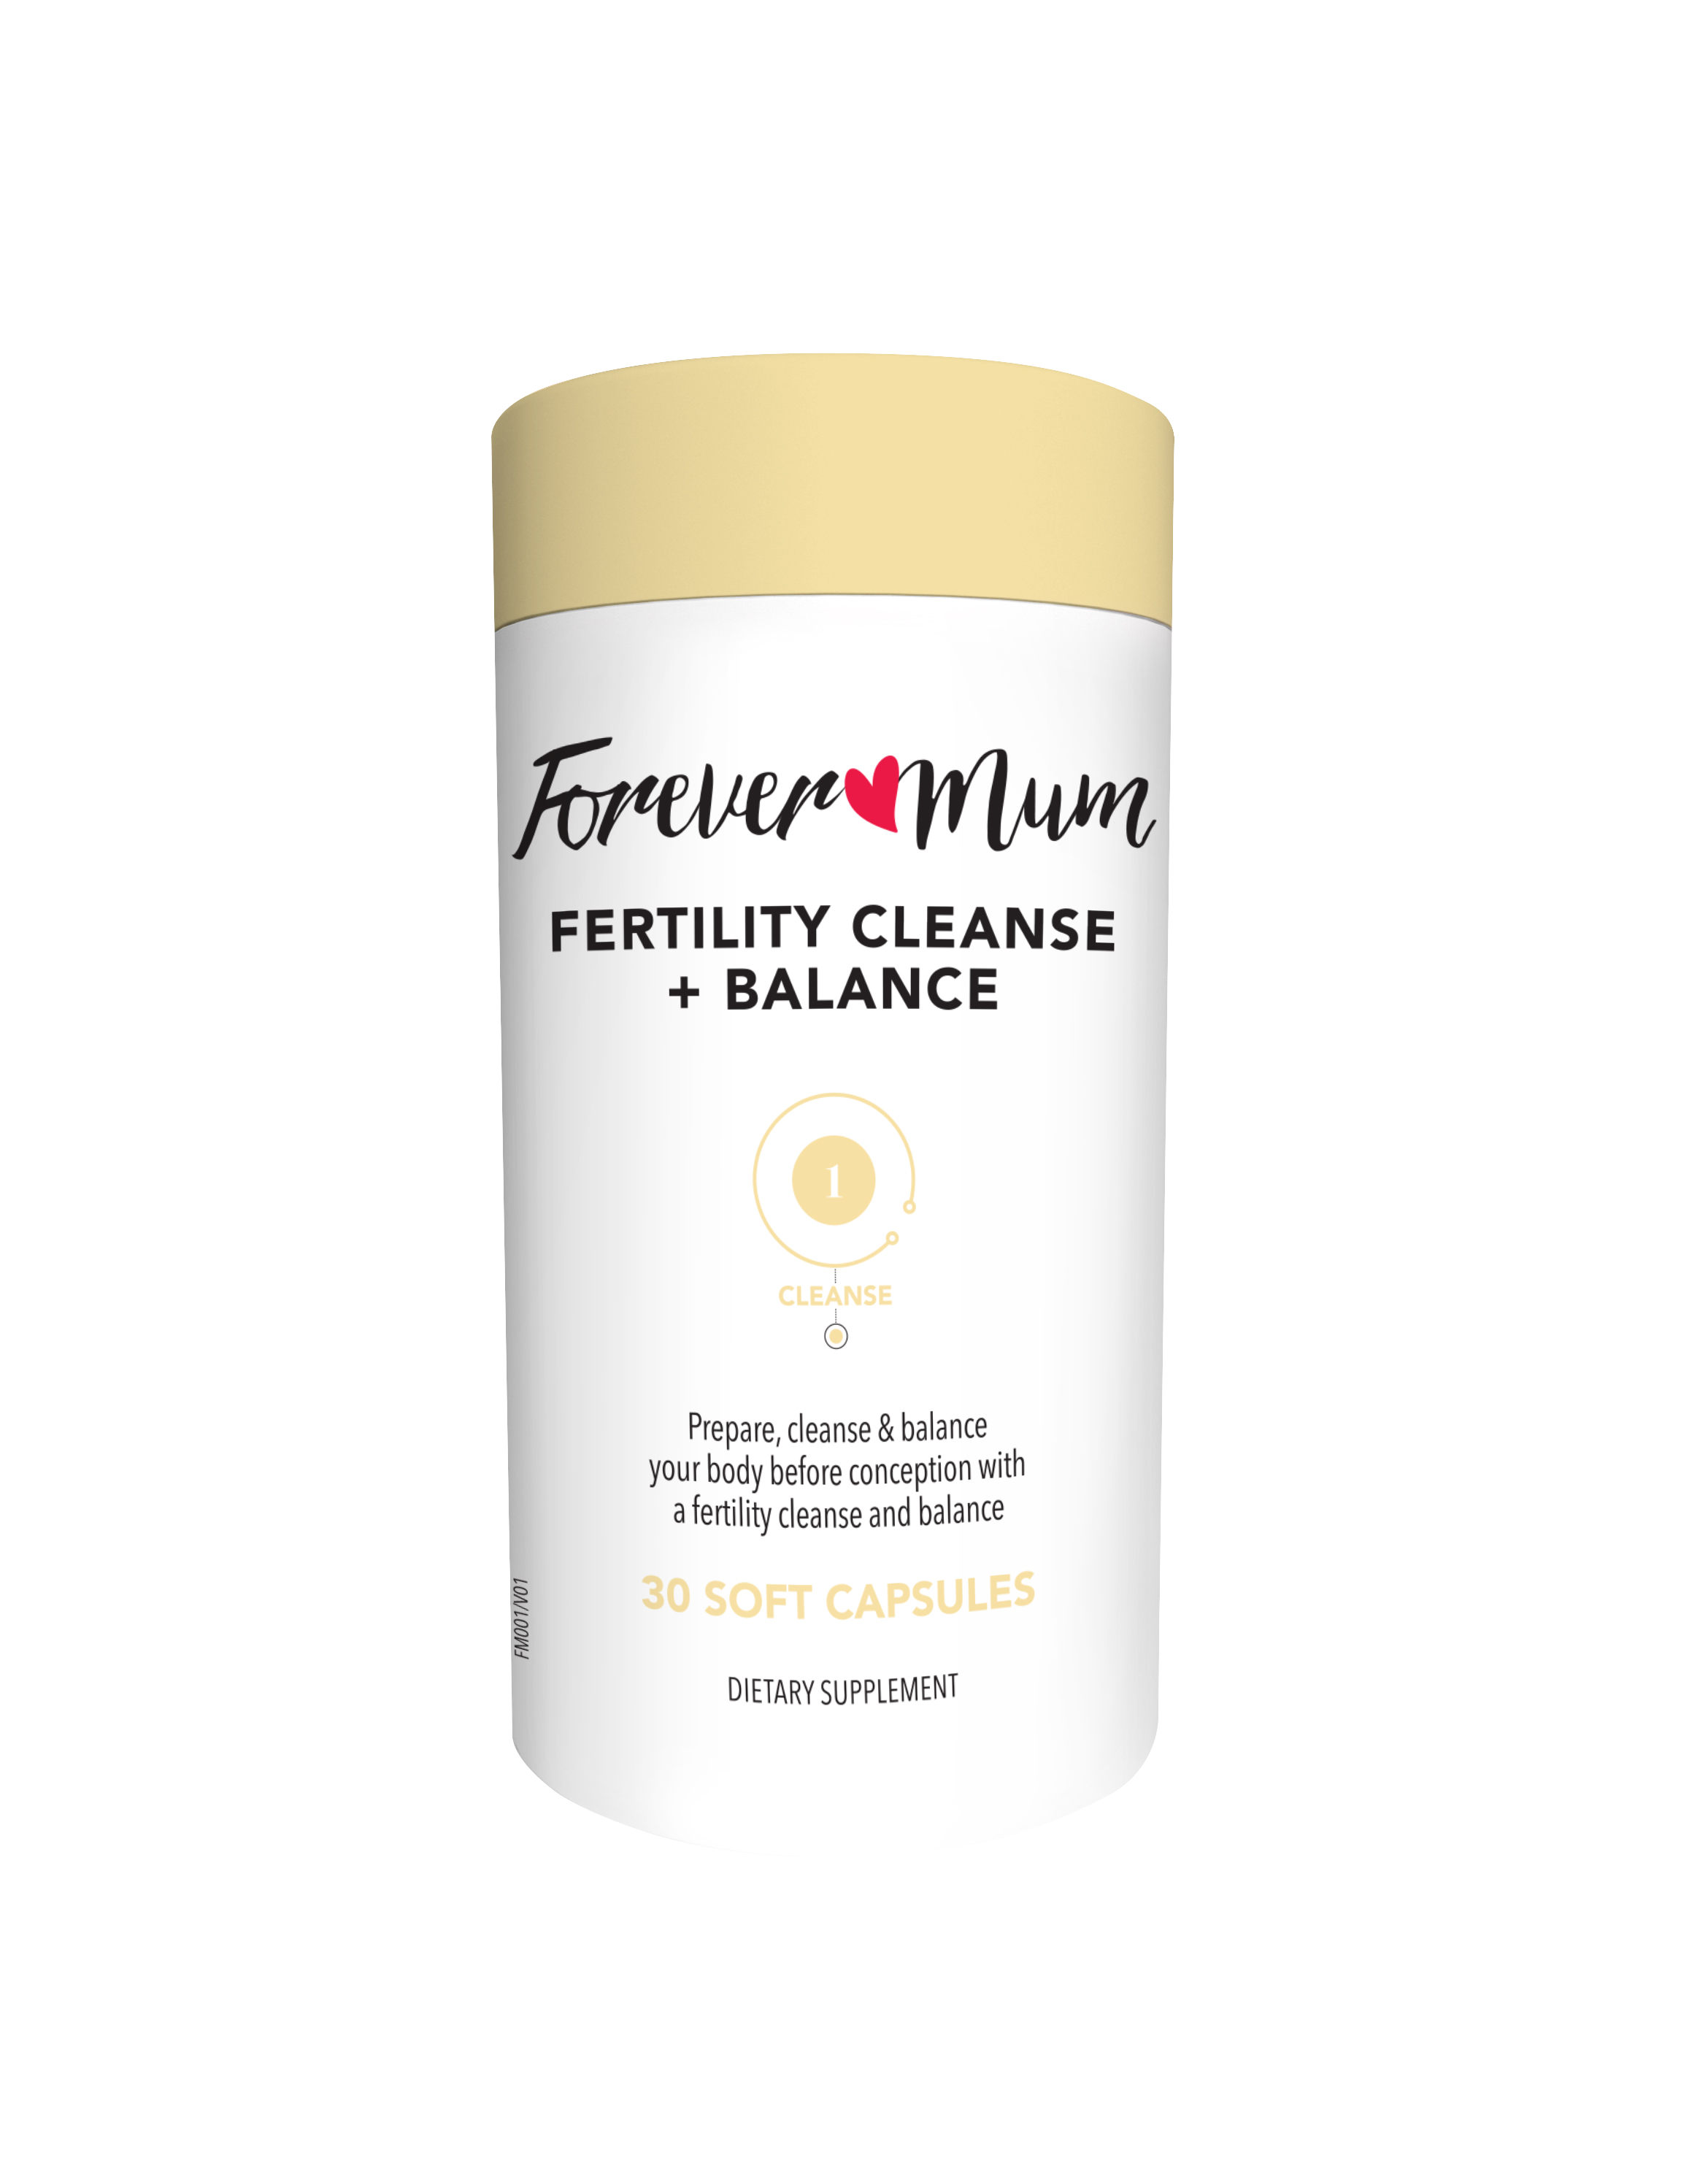 Forever Mum
FERTILITY CLEANSE
+ BALANCE
1
CLEANSE
Prepare, cleanse & balance
your body before conception with
a fertility cleanse and balance
30 SOFT CAPSULES
FM001/V01
DIETARY SUPPLEMENT